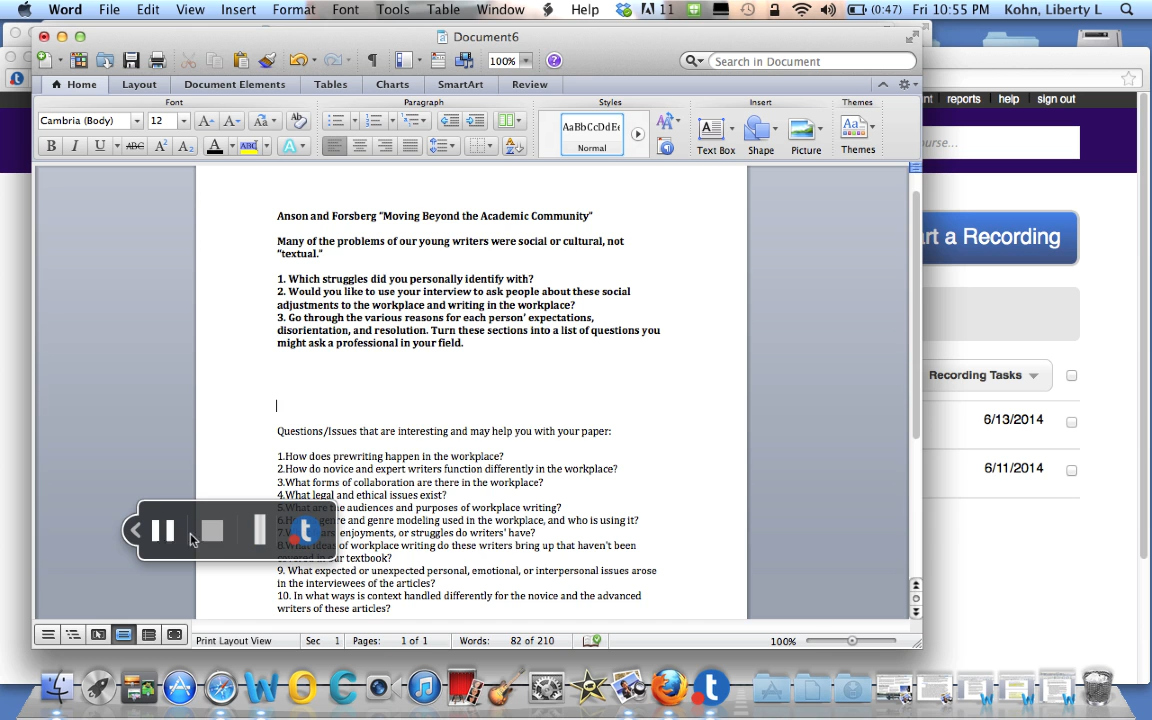 Word File Edit View Insert Format Font Tools Table Window Help 11 (0:47) Fri 10:55 PM Kohn, Liberty L
Document6
100% Search in Document
Home Layout Document Elements Tables Charts SmartArt Review
Font Paragraph Styles Insert Themes
Cambria (Body) 12 AaBbCcDdEe
Normal Text Box Shape Picture Themes
reports help sign out
Anson and Forsberg "Moving Beyond the Academic Community"
Many of the problems of our young writers were social or cultural, not
"textual."
1. Which struggles did you personally identify with?
2. Would you like to use your interview to ask people about these social
adjustments to the workplace and writing in the workplace?
3. Go through the various reasons for each person' expectations,
disorientation, and resolution. Turn these sections into a list of questions you
might ask a professional in your field.
Questions/Issues that are interesting and may help you with your paper:
1.How does prewriting happen in the workplace?
2.How do novice and expert writers function differently in the workplace?
3.What forms of collaboration are there in the workplace?
4.What legal and ethical issues exist?
5.What are the audiences and purposes of workplace writing?
genre and genre modeling used in the workplace, and who is using it?
enjoyments, or struggles do writers' have?
of workplace writing do these writers bring up that haven't been
textbook?
9. What expected or unexpected personal, emotional, or interpersonal issues arose
in the interviewees of the articles?
10. In what ways is context handled differently for the novice and the advanced
writers of these articles?
Print Layout View Sec 1 Pages: 1 of 1 Words: 82 of 210 100%
a Recording
Recording Tasks
6/13/2014
6/11/2014